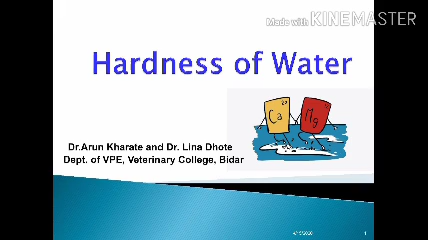 Made with KINEMASTER
Hardness of Water
20
Ca
Mg
Dr.Arun Kharate and Dr. Lina Dhote
Dept. of VPE, Veterinary College, Bidar
1